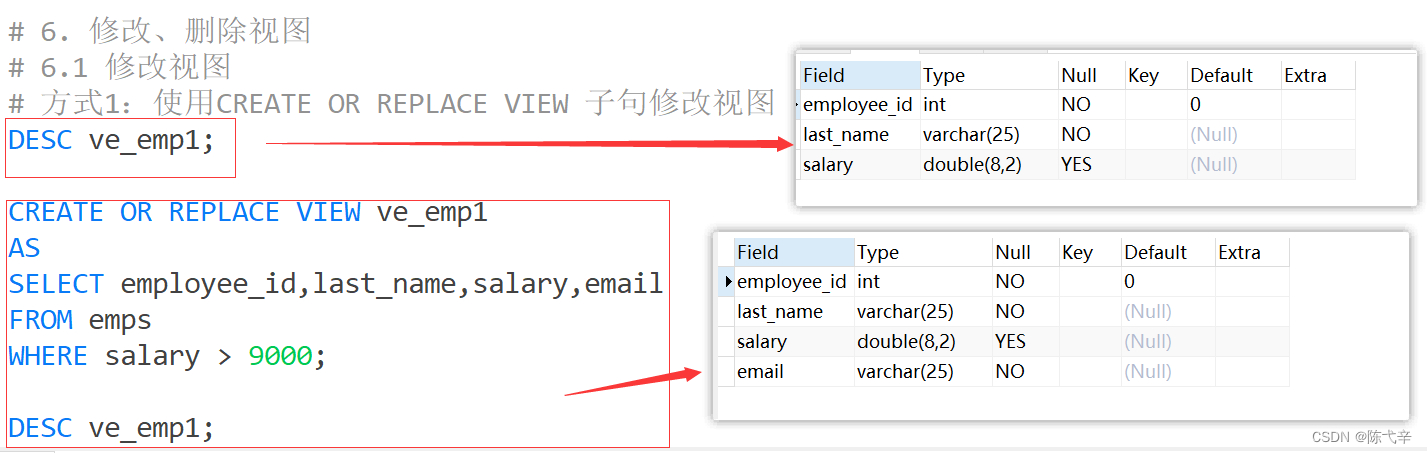 # 6. 修改、删除视图
# 6.1 修改视图
# 方式1：使用CREATE OR REPLACE VIEW 子句修改视图
DESC ve_emp1;
Field Type Null Key Default Extra
employee_id int NO 0
last_name varchar(25) NO (Null)
salary double(8,2) YES (Null)
CREATE OR REPLACE VIEW ve_emp1
AS
SELECT employee_id,last_name,salary,email
FROM emps
WHERE salary > 9000;
DESC ve_emp1;
Field Type Null Key Default Extra
employee_id int NO 0
last_name varchar(25) NO (Null)
salary double(8,2) YES (Null)
email varchar(25) NO (Null)
CSDN @陈弋辛